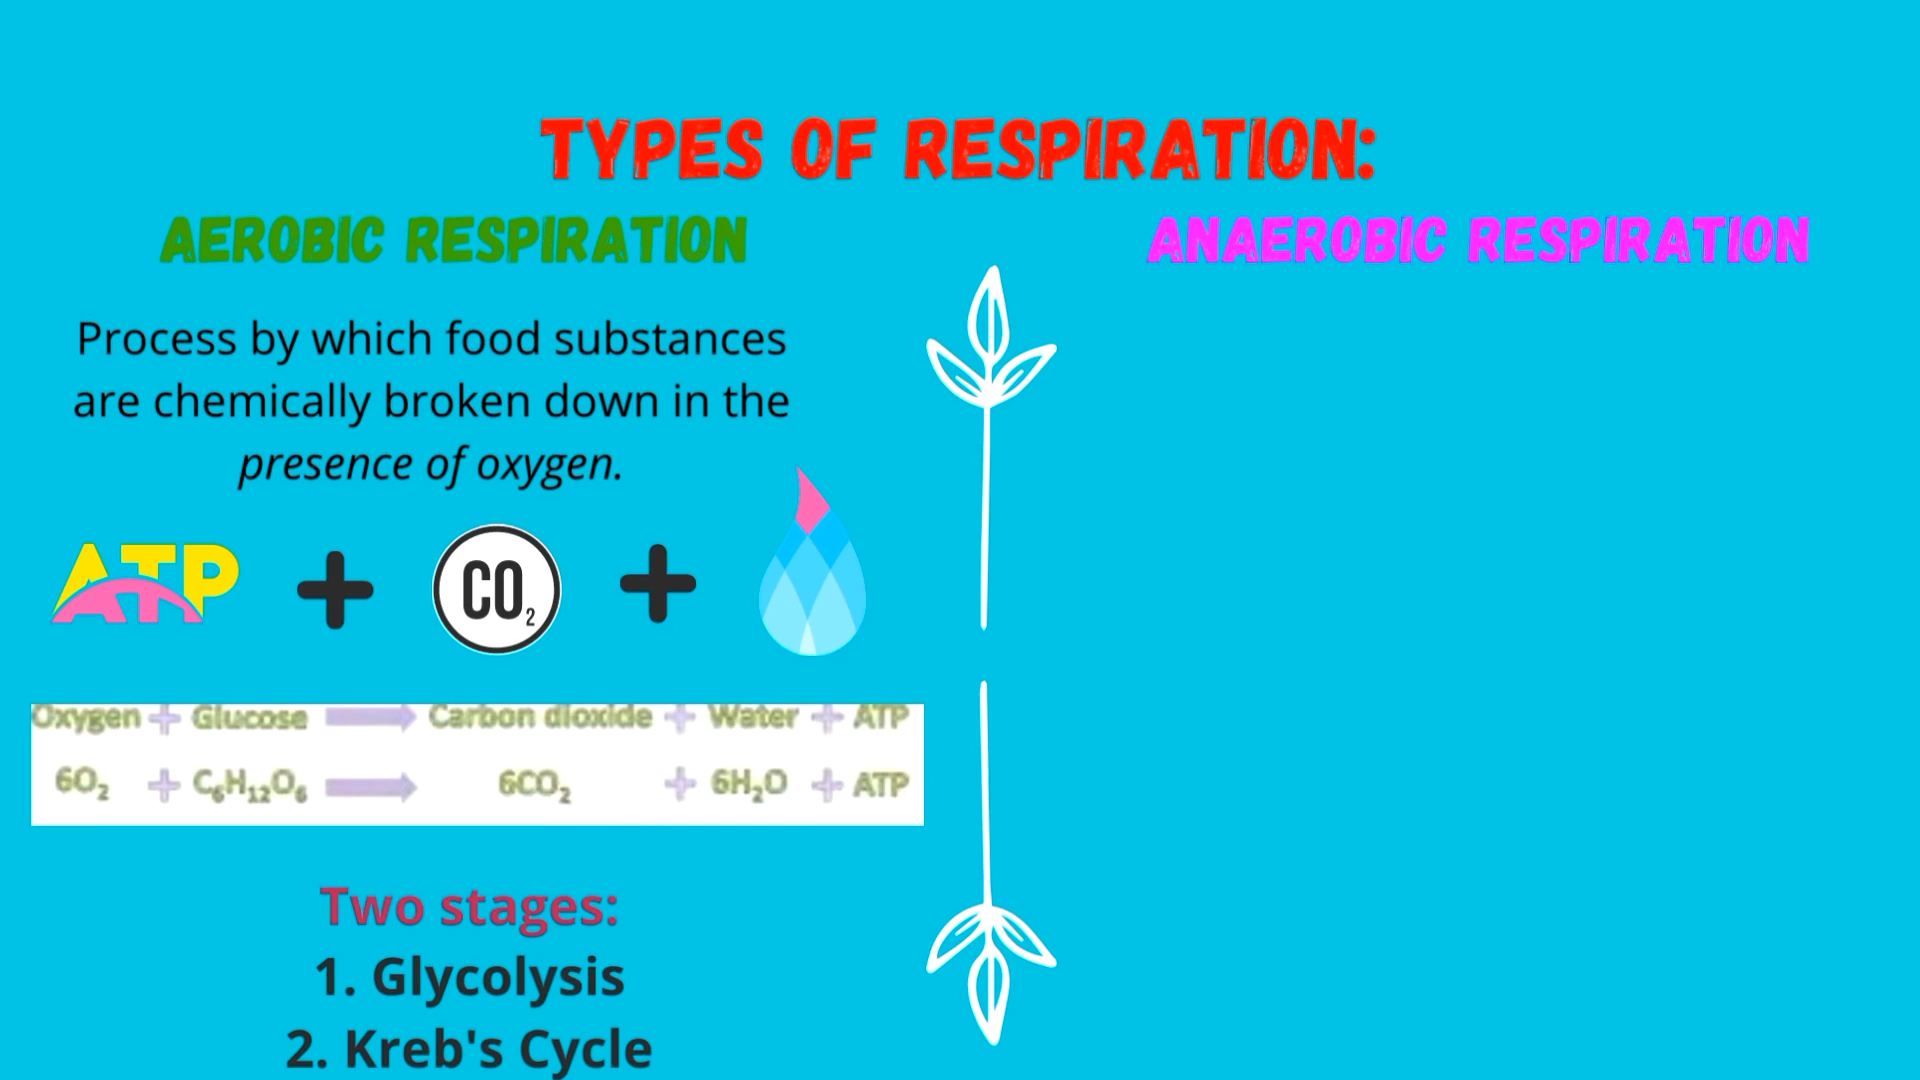 TYPES OF RESPIRATION:
AEROBIC RESPIRATION
Process by which food substances
are chemically broken down in the
presence of oxygen.
ATP + CO₂ +
Oxygen + Glucose → Carbon dioxide + Water + ATP
6O₂ + C₆H₁₂O₆ → 6CO₂ + 6H₂O + ATP
Two stages:
1. Glycolysis
2. Kreb's Cycle
ANAEROBIC RESPIRATION